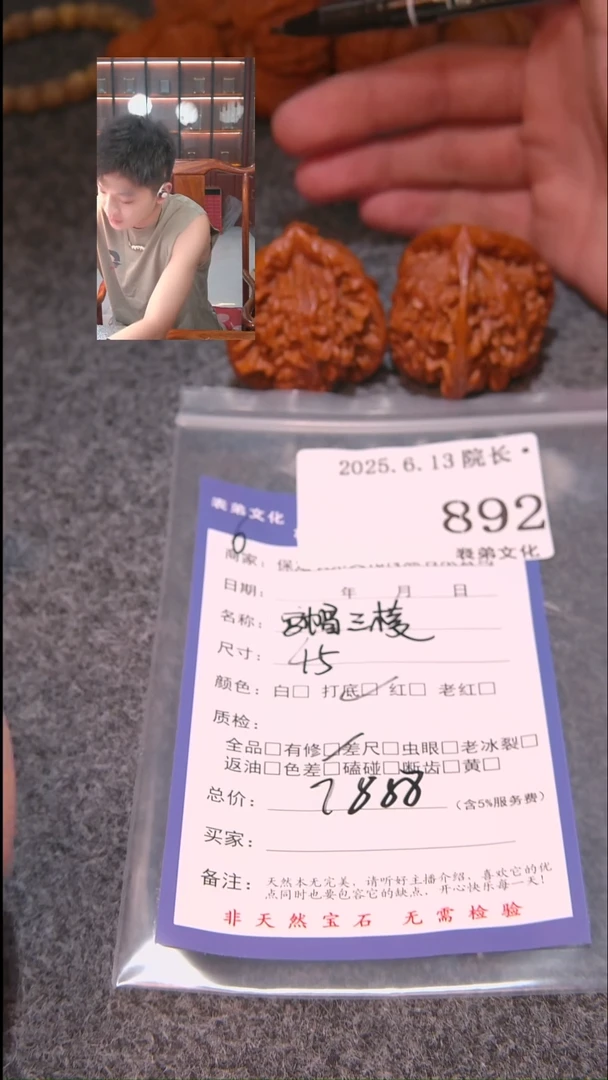 2025.6.13 院长
892
表弟文化
表弟文化
6
商家：
日期： 年 月 日
名称： 官帽三棱
尺寸： 45
颜色： 白□ 打底□ 红□ 老红□
质检：
全品□有修□差尺□虫眼□老冰裂□
返油□色差□磕碰□断齿□黄□
总价： 7888 （含5%服务费）
买家：
备注： 天然本无完美，请听好主播介绍，喜欢它的优
点同时也要包容它的缺点，开心快乐每一天！
非天然宝石 无需检验